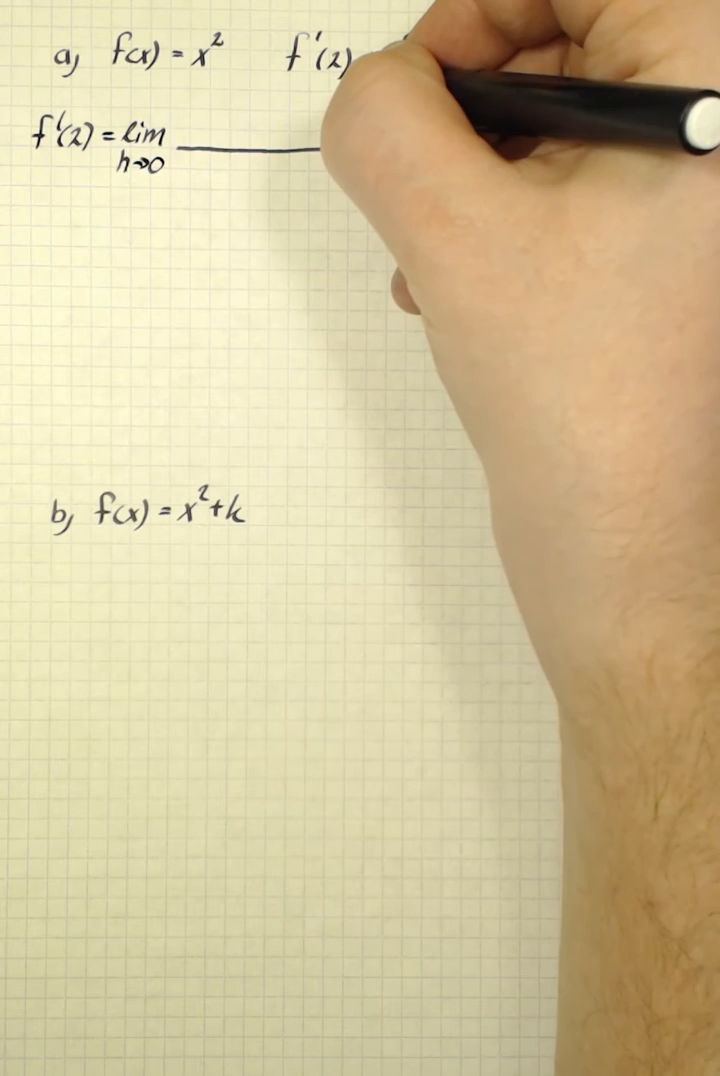 a) f(x) = x² f'(2)
f'(2) = lim
h→0
b) f(x) = x²+k